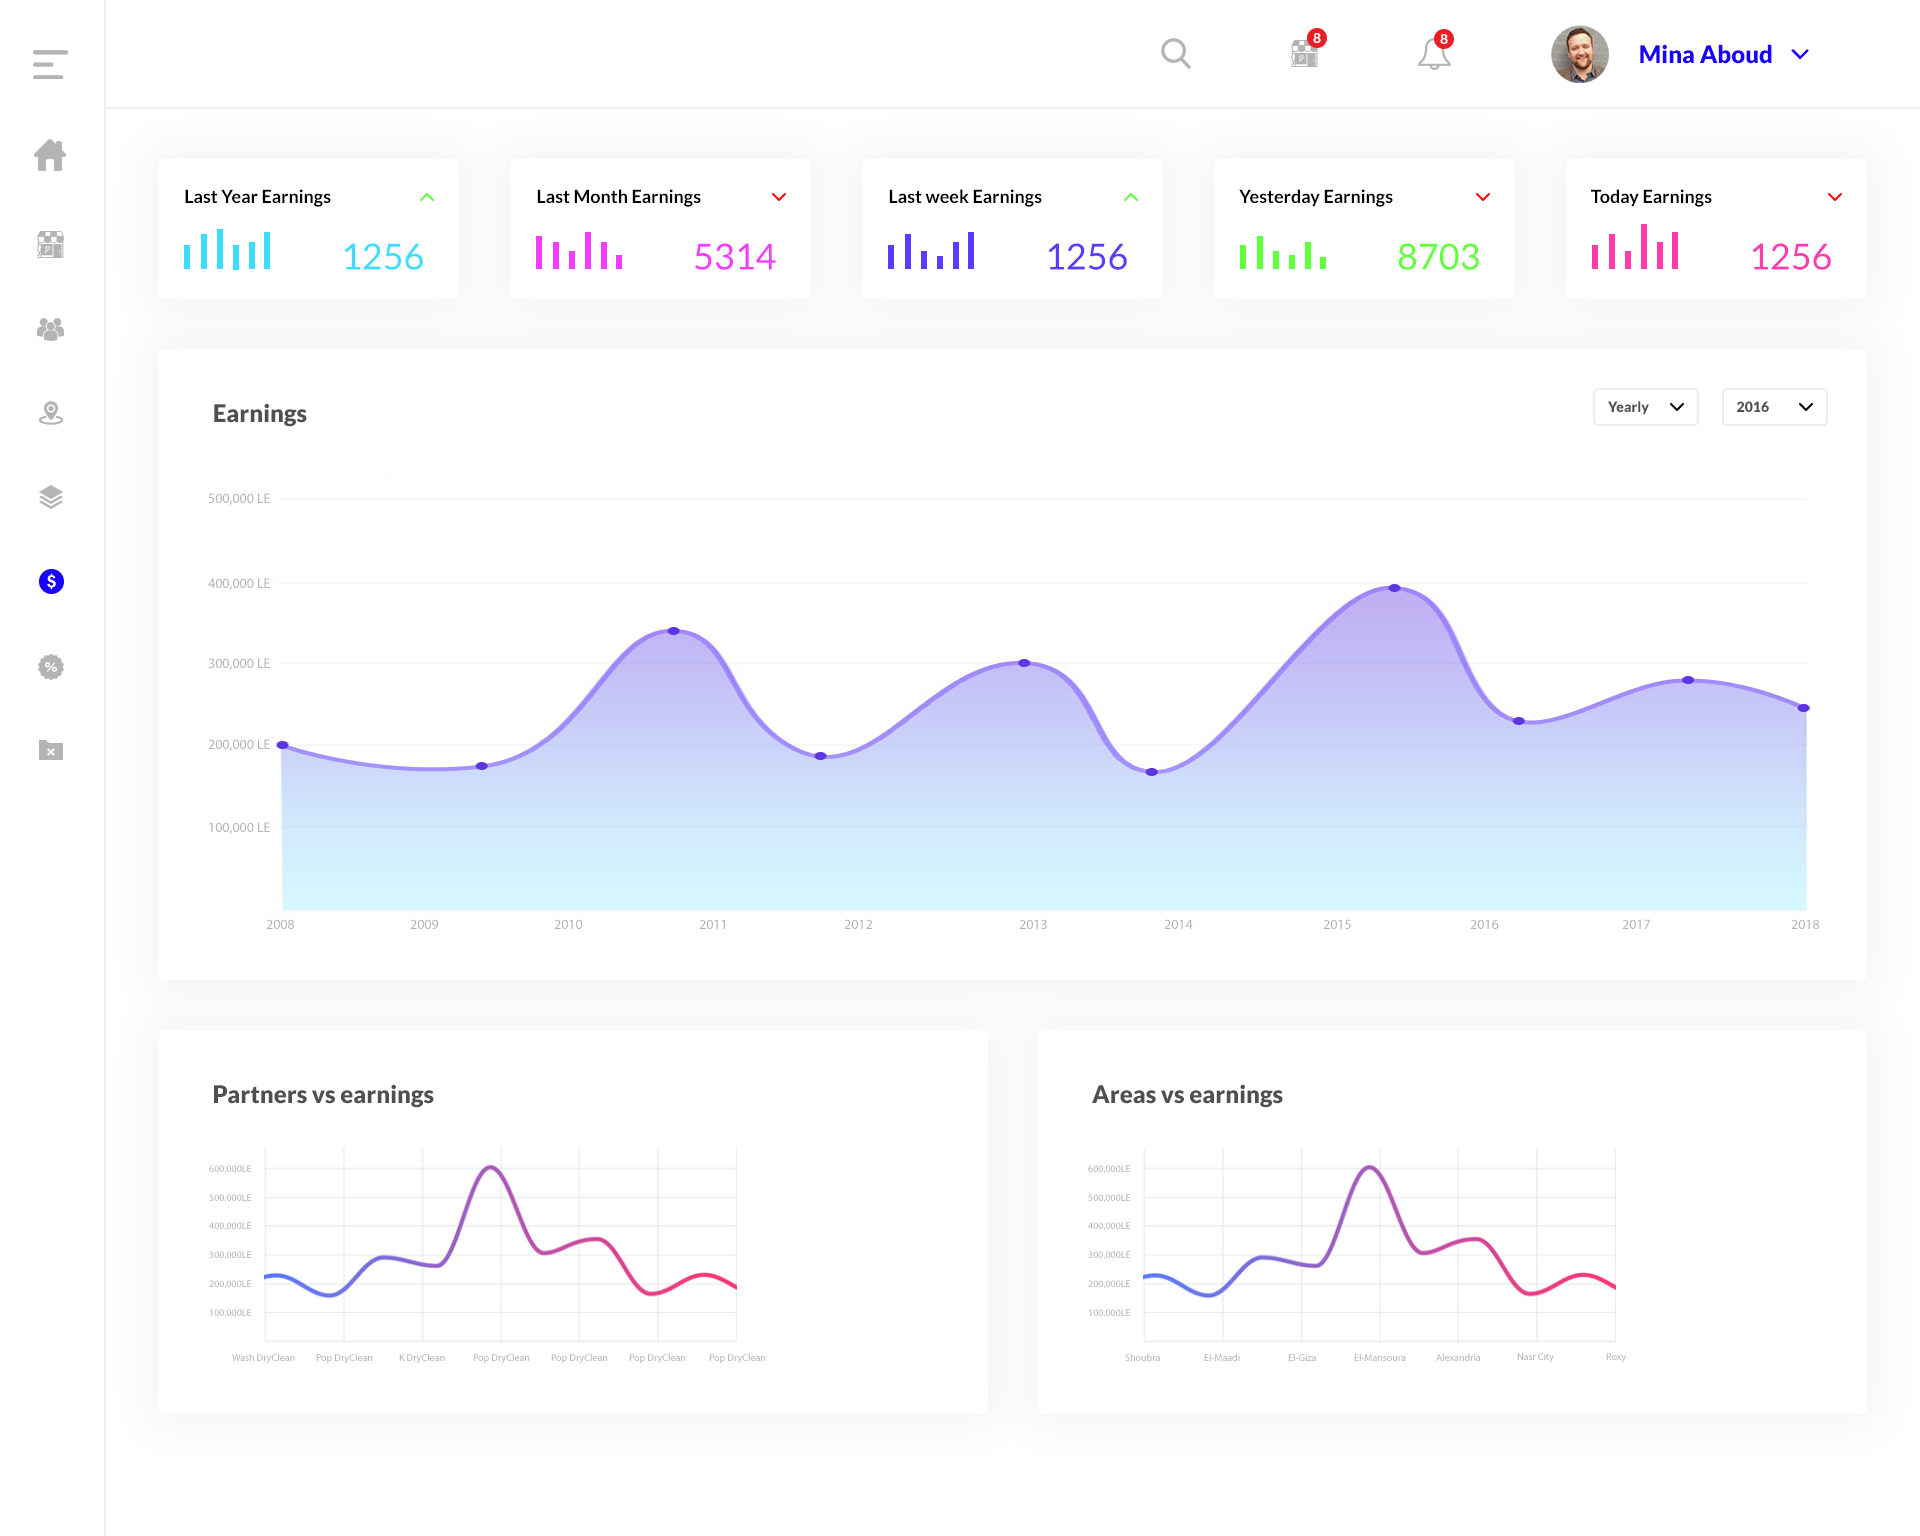 8
8
Mina Aboud
Last Year Earnings
1256
Last Month Earnings
5314
Last week Earnings
1256
Yesterday Earnings
8703
Today Earnings
1256
Earnings
Yearly
2016
500,000 LE
400,000 LE
300,000 LE
200,000 LE
100,000 LE
2008 2009 2010 2011 2012 2013 2014 2015 2016 2017 2018
$
%
Partners vs earnings
600,000LE
500,000LE
400,000LE
300,000LE
200,000LE
100.000LE
Wash DryClean Pop DryClean K DryClean Pop DryClean Pop DryClean Pop DryClean Pop DryClean
Areas vs earnings
600,000LE
500,000LE
400,000LE
300,000LE
200,000LE
100.000LE
Shoubra El-Maadi El-Giza El-Mansoura Alexandria Nasr City Roxy